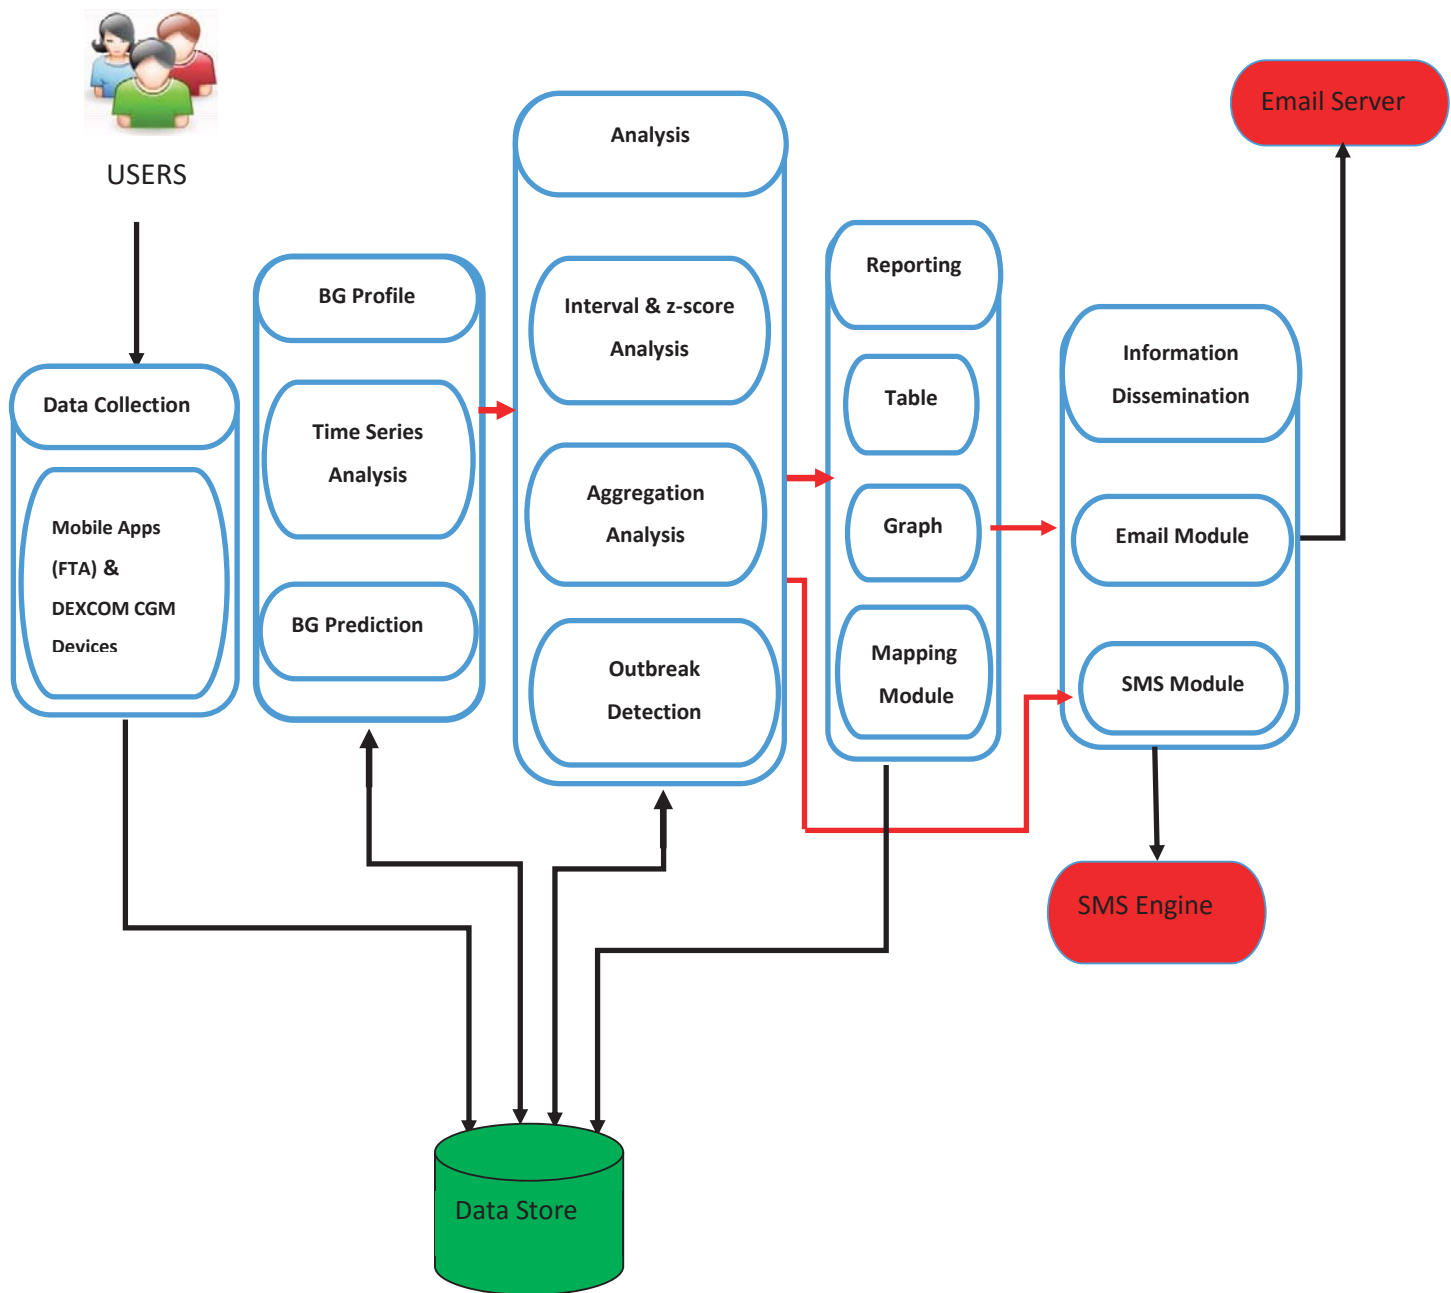 USERS
Data Collection
Mobile Apps
(FTA) &
DEXCOM CGM
Devices
BG Profile
Time Series
Analysis
BG Prediction
Analysis
Interval & z-score
Analysis
Aggregation
Analysis
Outbreak
Detection
Reporting
Table
Graph
Mapping
Module
Information
Dissemination
Email Module
SMS Module
Email Server
SMS Engine
Data Store